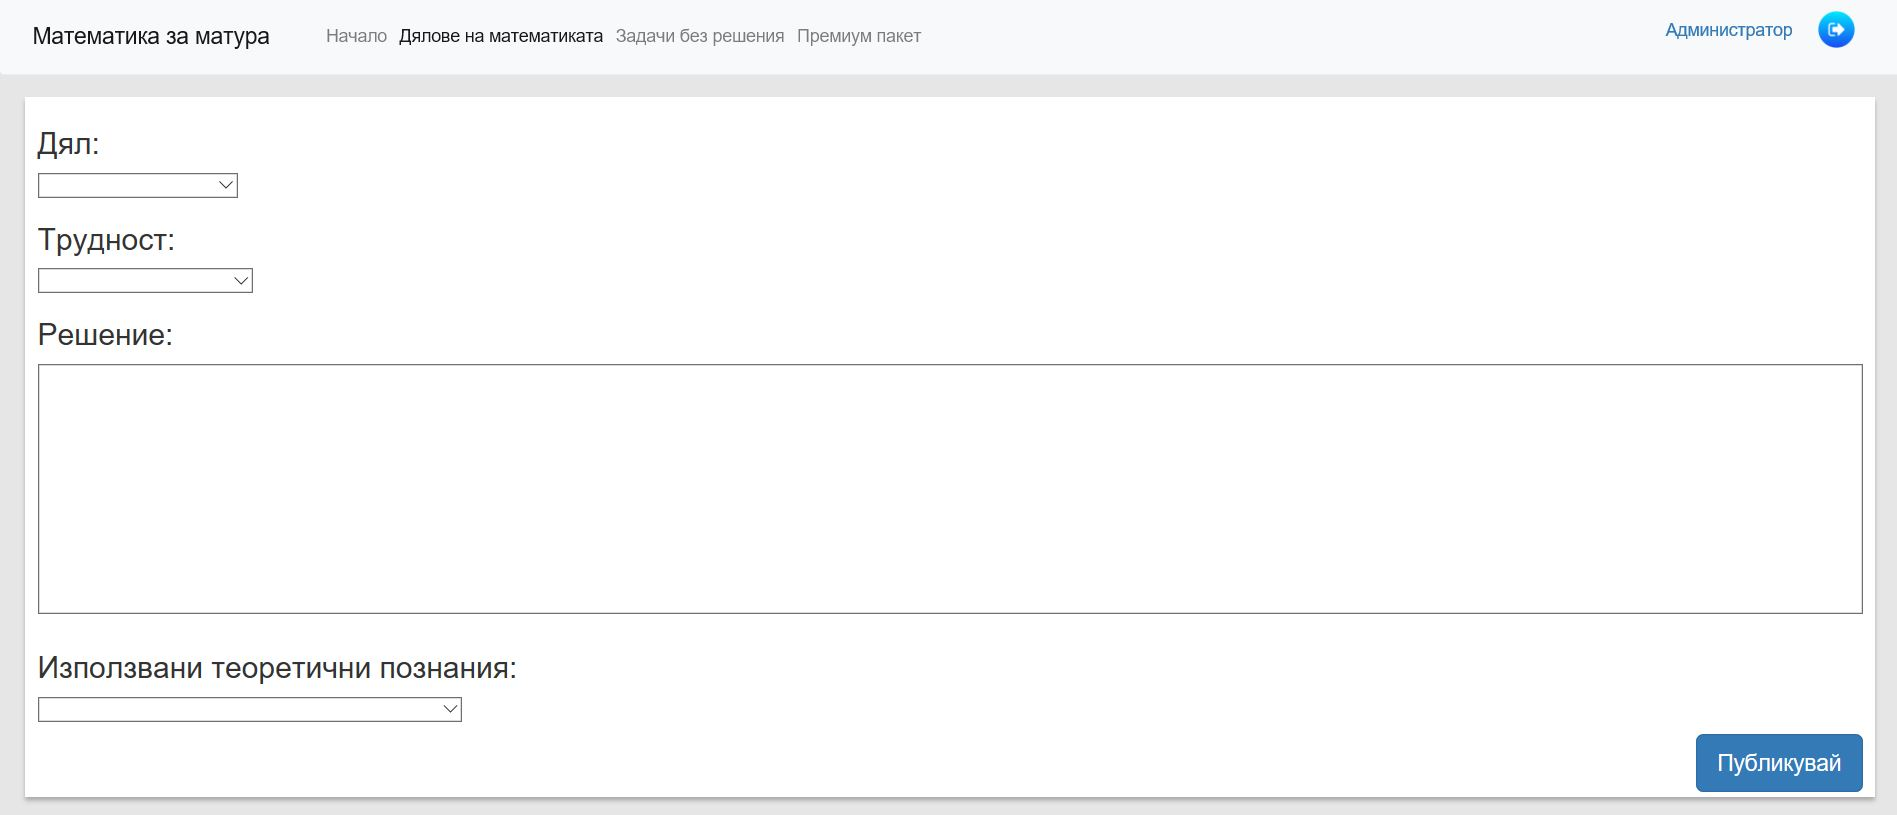 Математика за матура Начало Дялове на математиката Задачи без решения Премиум пакет Администратор
Дял:
Трудност:
Решение:
Използвани теоретични познания:
Публикувай